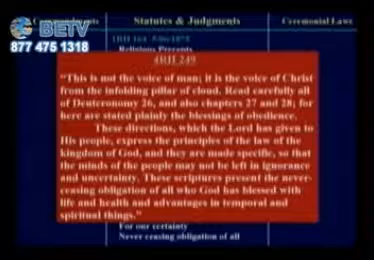 BETV
877 475 1318
Commandments Statutes & Judgments Ceremonial Laws
Religious Precepts
4RH 249
"This is not the voice of man; it is the voice of Christ
from the infolding pillar of cloud. Read carefully all
of Deuteronomy 26, and also chapters 27 and 28; for
here are stated plainly the blessings of obedience.
These directions, which the Lord has given to
His people, express the principles of the law of the
kingdom of God, and they are made specific, so that
the minds of the people may not be left in ignorance
and uncertainty. These scriptures present the never-
ceasing obligation of all who God has blessed with
life and health and advantages in temporal and
spiritual things."
For our certainty
Never ceasing obligation of all